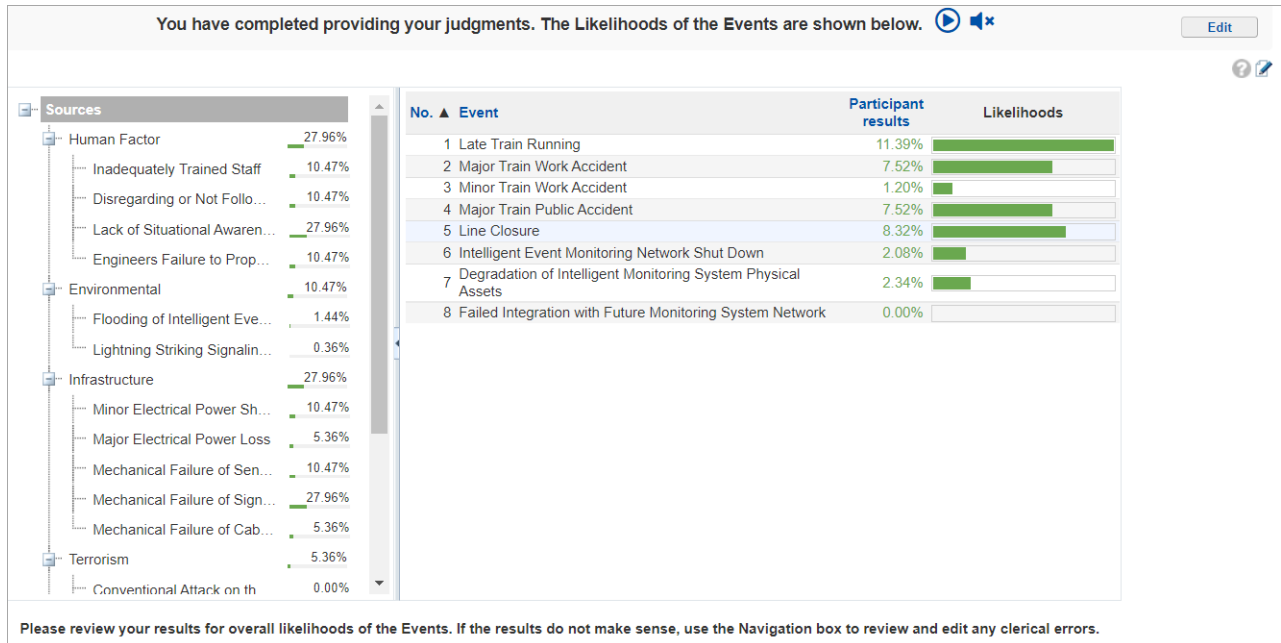 You have completed providing your judgments. The Likelihoods of the Events are shown below.
Edit
Sources
Human Factor 27.96%
Inadequately Trained Staff 10.47%
Disregarding or Not Follo... 10.47%
Lack of Situational Awaren... 27.96%
Engineers Failure to Prop... 10.47%
Environmental 10.47%
Flooding of Intelligent Eve... 1.44%
Lightning Striking Signalin... 0.36%
Infrastructure 27.96%
Minor Electrical Power Sh... 10.47%
Major Electrical Power Loss 5.36%
Mechanical Failure of Sen... 10.47%
Mechanical Failure of Sign... 27.96%
Mechanical Failure of Cab... 5.36%
Terrorism 5.36%
Conventional Attack on th 0.00%
No. ▲ Event Participant results Likelihoods
1 Late Train Running 11.39%
2 Major Train Work Accident 7.52%
3 Minor Train Work Accident 1.20%
4 Major Train Public Accident 7.52%
5 Line Closure 8.32%
6 Intelligent Event Monitoring Network Shut Down 2.08%
7 Degradation of Intelligent Monitoring System Physical
Assets 2.34%
8 Failed Integration with Future Monitoring System Network 0.00%
Please review your results for overall likelihoods of the Events. If the results do not make sense, use the Navigation box to review and edit any clerical errors.